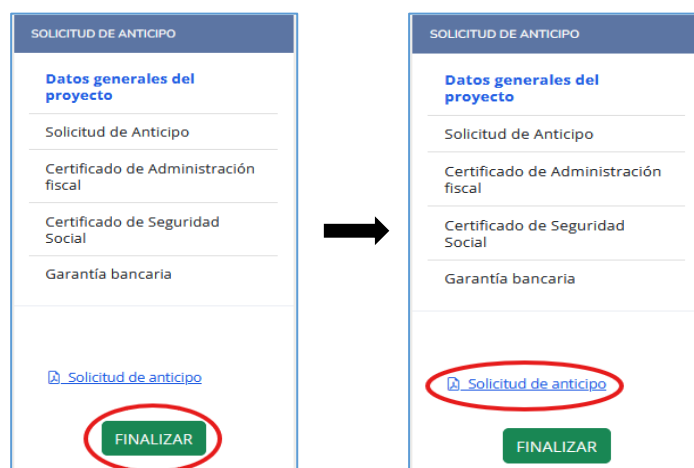 SOLICITUD DE ANTICIPO
Datos generales del
proyecto
Solicitud de Anticipo
Certificado de Administración
fiscal
Certificado de Seguridad
Social
Garantía bancaria
Solicitud de anticipo
FINALIZAR
SOLICITUD DE ANTICIPO
Datos generales del
proyecto
Solicitud de Anticipo
Certificado de Administración
fiscal
Certificado de Seguridad
Social
Garantía bancaria
Solicitud de anticipo
FINALIZAR